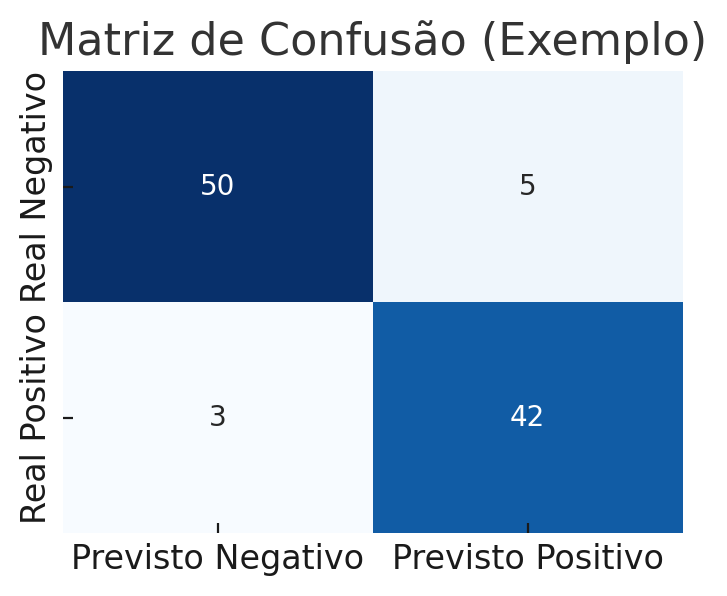 Matriz de Confusão (Exemplo)
Real Negativo
50
5
Real Positivo
3
42
Previsto Negativo
Previsto Positivo